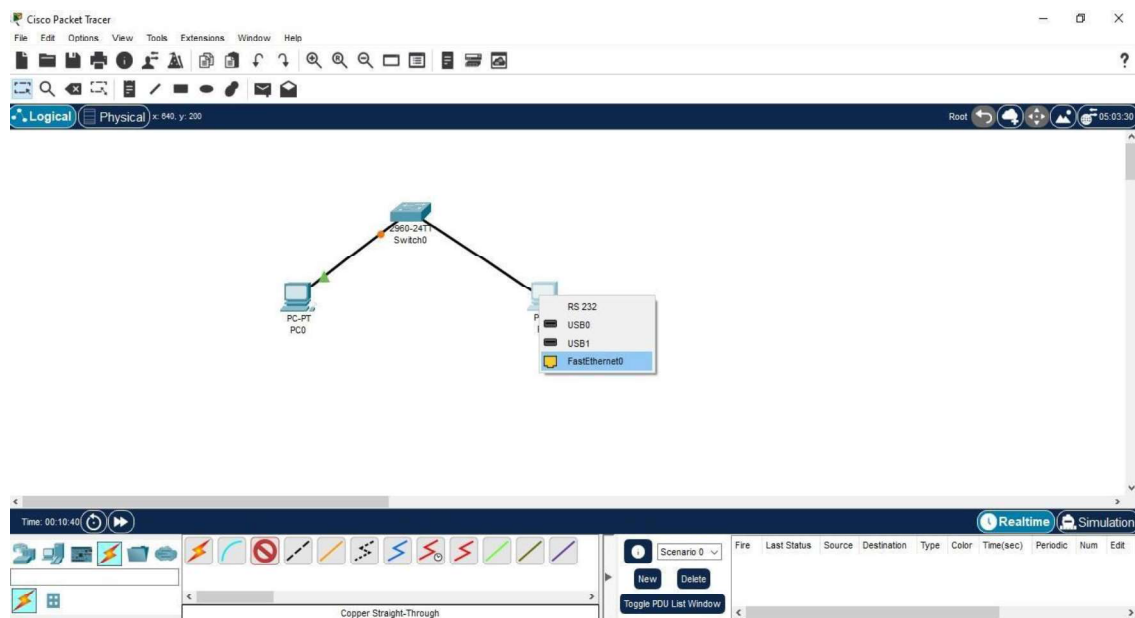 Cisco Packet Tracer
File Edit Options View Tools Extensions Window Help
?
Logical Physical x: 640, y: 200 Root 05:03:30
2960-24TT
Switch0
PC-PT
PC0
RS 232
USB0
USB1
FastEthernet0
Time: 00:10:40 Realtime Simulation
Scenario 0 Fire Last Status Source Destination Type Color Time(sec) Periodic Num Edit
New Delete
Toggle PDU List Window
Copper Straight-Through